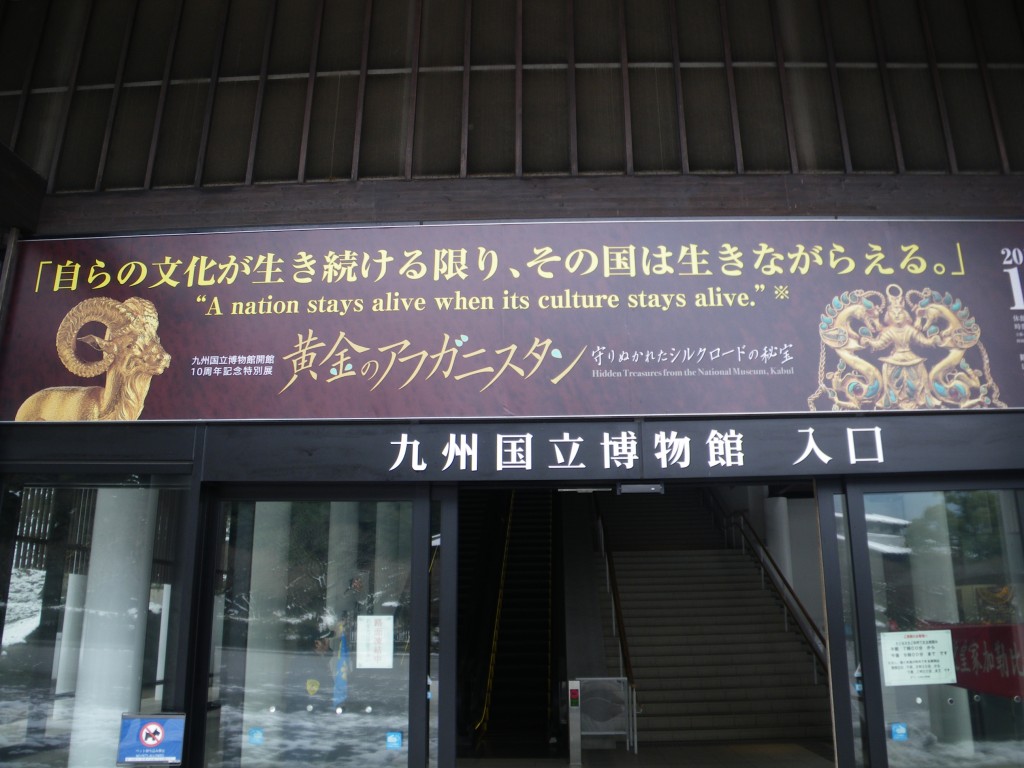 「自らの文化が生き続ける限り、その国は生きながらえる。」
“A nation stays alive when its culture stays alive.”※
九州国立博物館開館
10周年記念特別展
黄金のアフガニスタン
守りぬかれたシルクロードの秘宝
Hidden Treasures from the National Museum, Kabul
20
1
九州国立博物館 入口